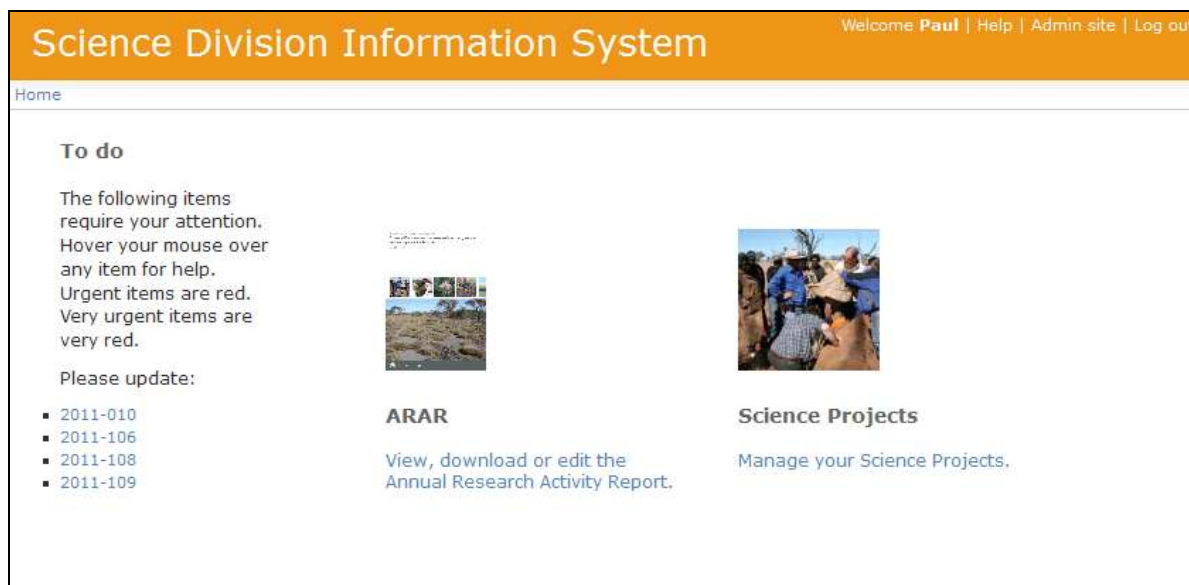 Science Division Information System
Welcome Paul | Help | Admin site | Log ou
Home
To do
The following items
require your attention.
Hover your mouse over
any item for help.
Urgent items are red.
Very urgent items are
very red.
Please update:
2011-010
2011-106
2011-108
2011-109
ARAR
View, download or edit the
Annual Research Activity Report.
Science Projects
Manage your Science Projects.